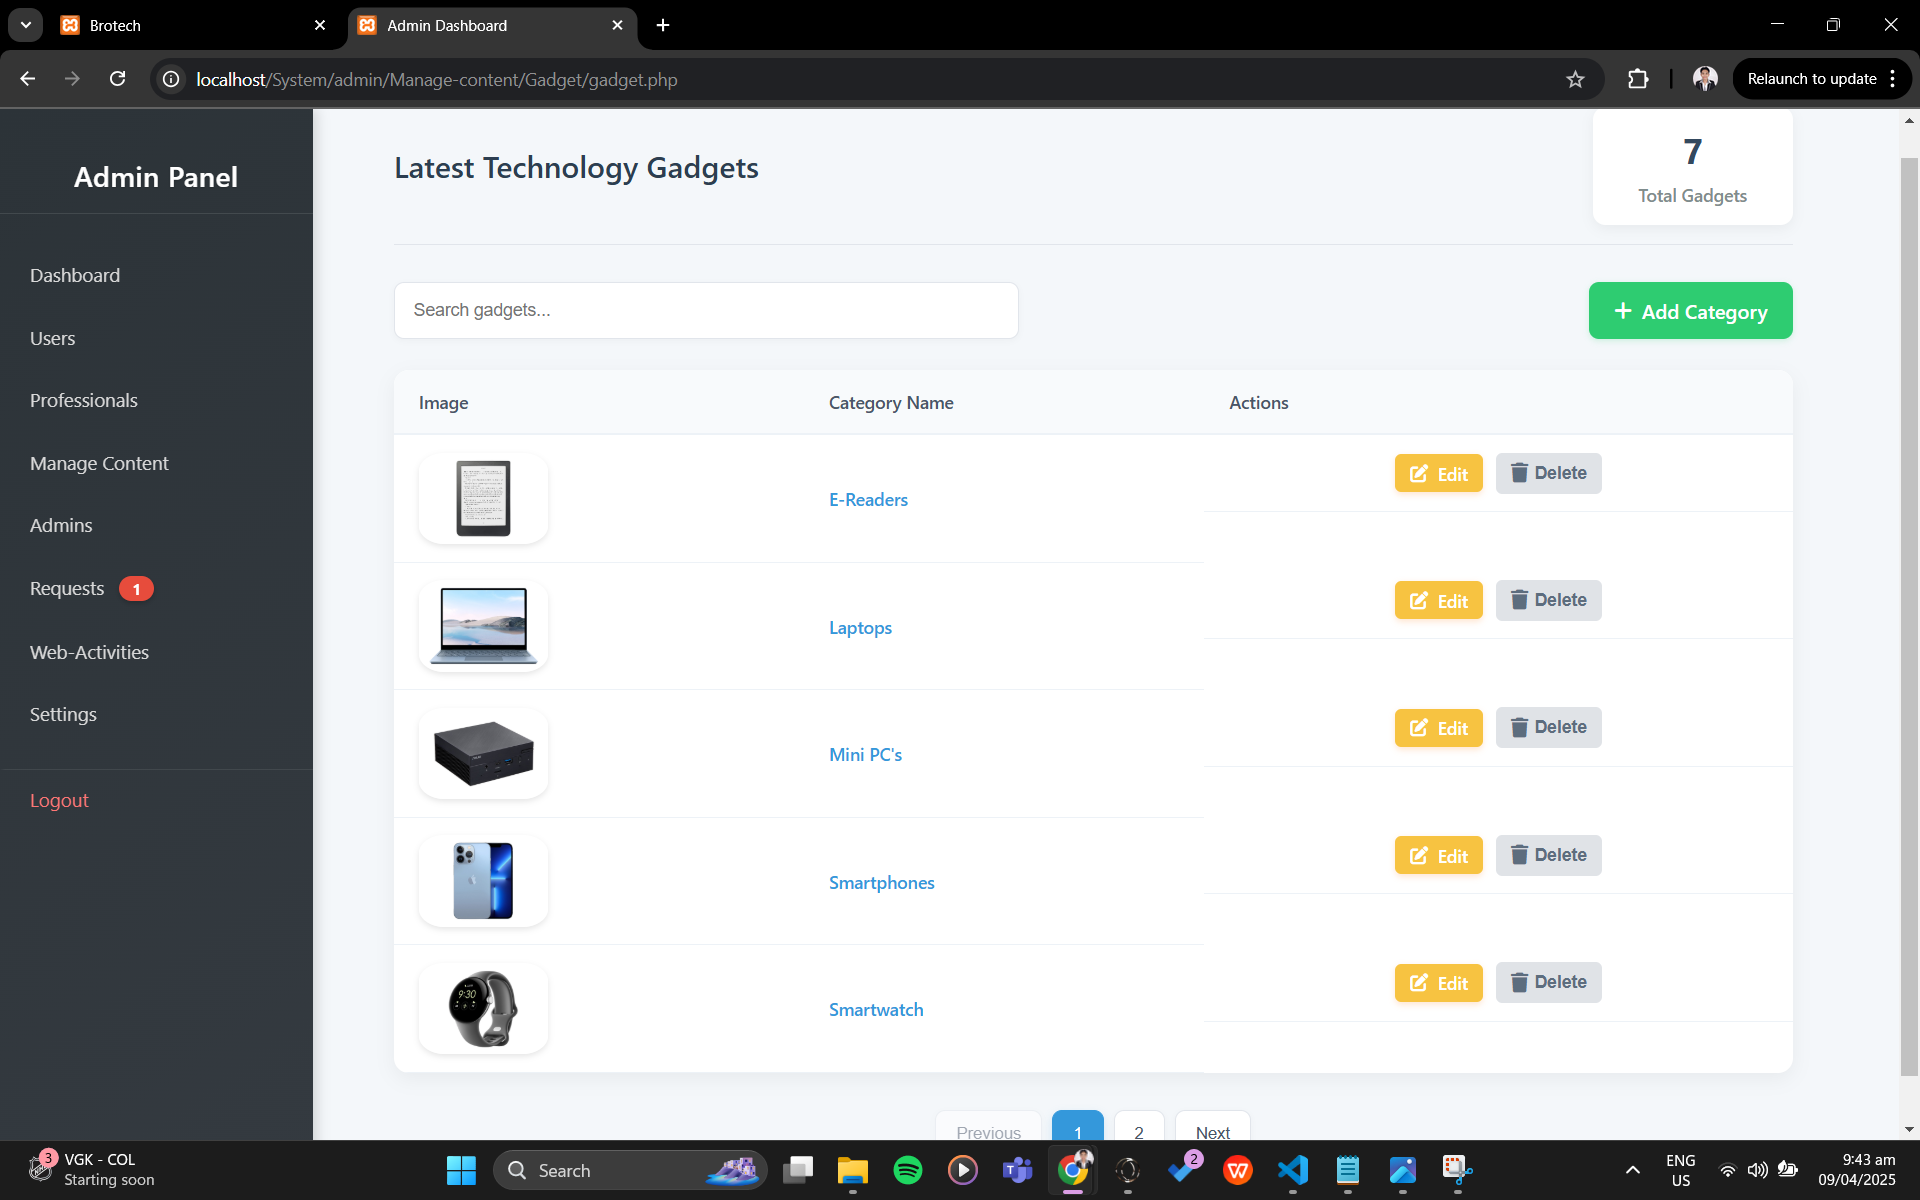 Brotech
Admin Dashboard
localhost/System/admin/Manage-content/Gadget/gadget.php
Relaunch to update
Admin Panel
Dashboard
Users
Professionals
Manage Content
Admins
Requests 1
Web-Activities
Settings
Logout
Latest Technology Gadgets
7
Total Gadgets
Search gadgets...
+ Add Category
Image Category Name Actions
E-Readers Edit Delete
Laptops Edit Delete
Mini PC's Edit Delete
Smartphones Edit Delete
9:30
Smartwatch Edit Delete
Previous 1 2 Next
3
VGK - COL
Starting soon
Search
2
ENG
US
9:43 am
09/04/2025